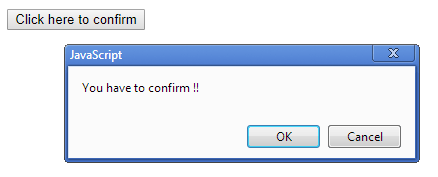 Click here to confirm
JavaScript
You have to confirm !!
OK Cancel